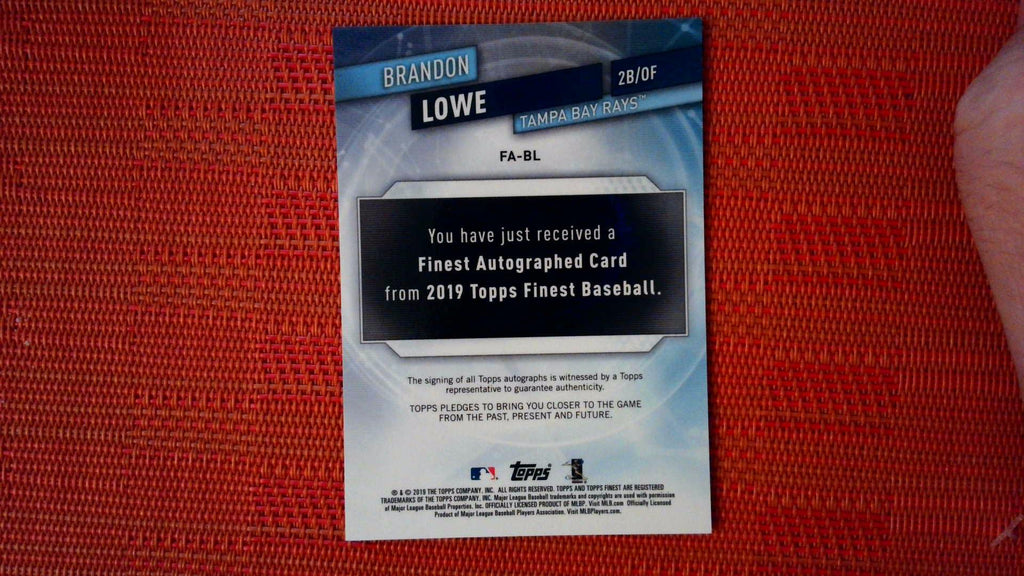 BRANDON
LOWE
2B/OF
TAMPA BAY RAYS™
FA-BL
You have just received a
Finest Autographed Card
from 2019 Topps Finest Baseball.
The signing of all Topps autographs is witnessed by a Topps
representative to guarantee authenticity.
TOPPS PLEDGES TO BRING YOU CLOSER TO THE GAME
FROM THE PAST, PRESENT AND FUTURE.
topps®
® & © 2019 THE TOPPS COMPANY, INC. ALL RIGHTS RESERVED. TOPPS AND TOPPS FINEST ARE REGISTERED
TRADEMARKS OF THE TOPPS COMPANY, INC. Major League Baseball trademarks and copyrights are used with permission
of Major League Baseball Properties, Inc. OFFICIALLY LICENSED PRODUCT OF MLBP. Visit MLB.com Officially Licensed
Product of Major League Baseball Players Association. Visit MLBPlayers.com.